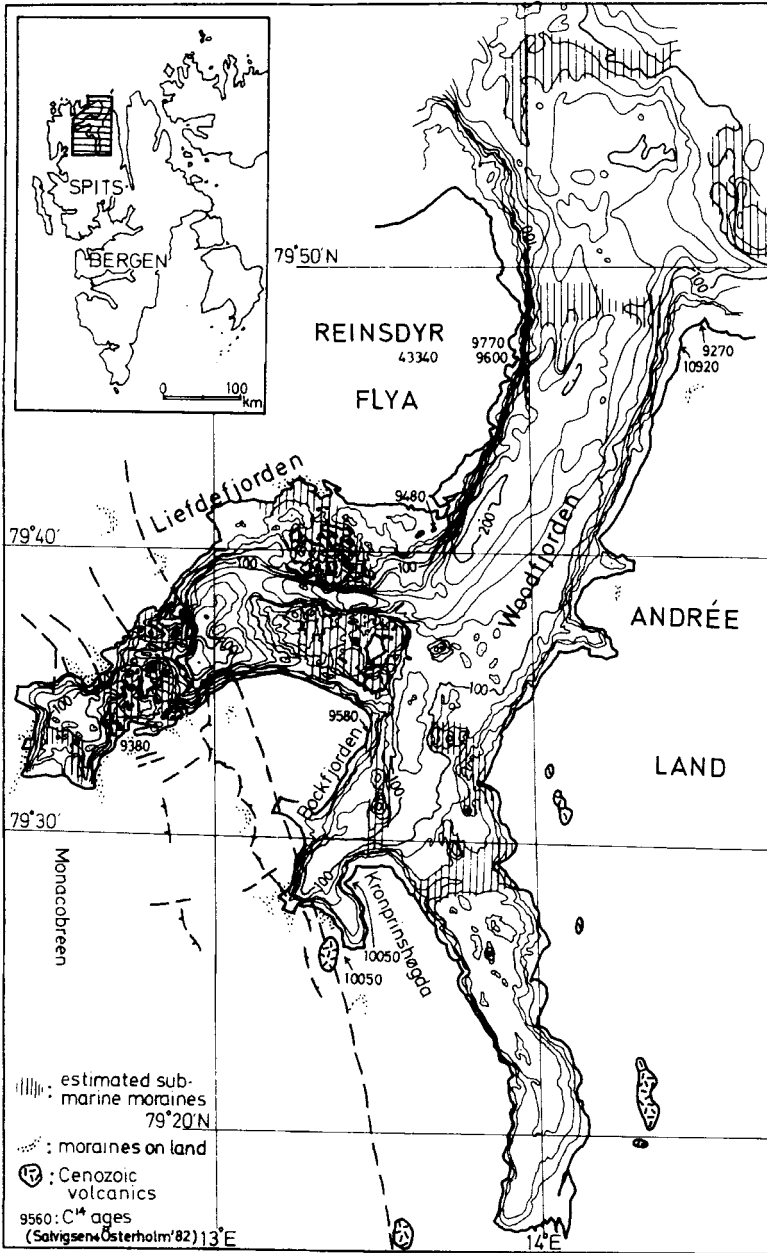 SPITS
BERGEN
0 100
km
79°50'N
REINSDYR
43340
FLYA
9770
9600
9270
10920
100
Liefdefjorden
9480
79°40'
200
Woodfjorden
100
100
ANDRÉE
100
100
9380
9580
LAND
Bockfjorden
100
79°30'
Monacobreen
100
Kronprinshøgda
10050
10050
: estimated sub-
marine moraines
79°20'N
: moraines on land
: Cenozoic
volcanics
9560: C¹⁴ ages
(Salvigsen+Österholm'82)
13°E
14°E